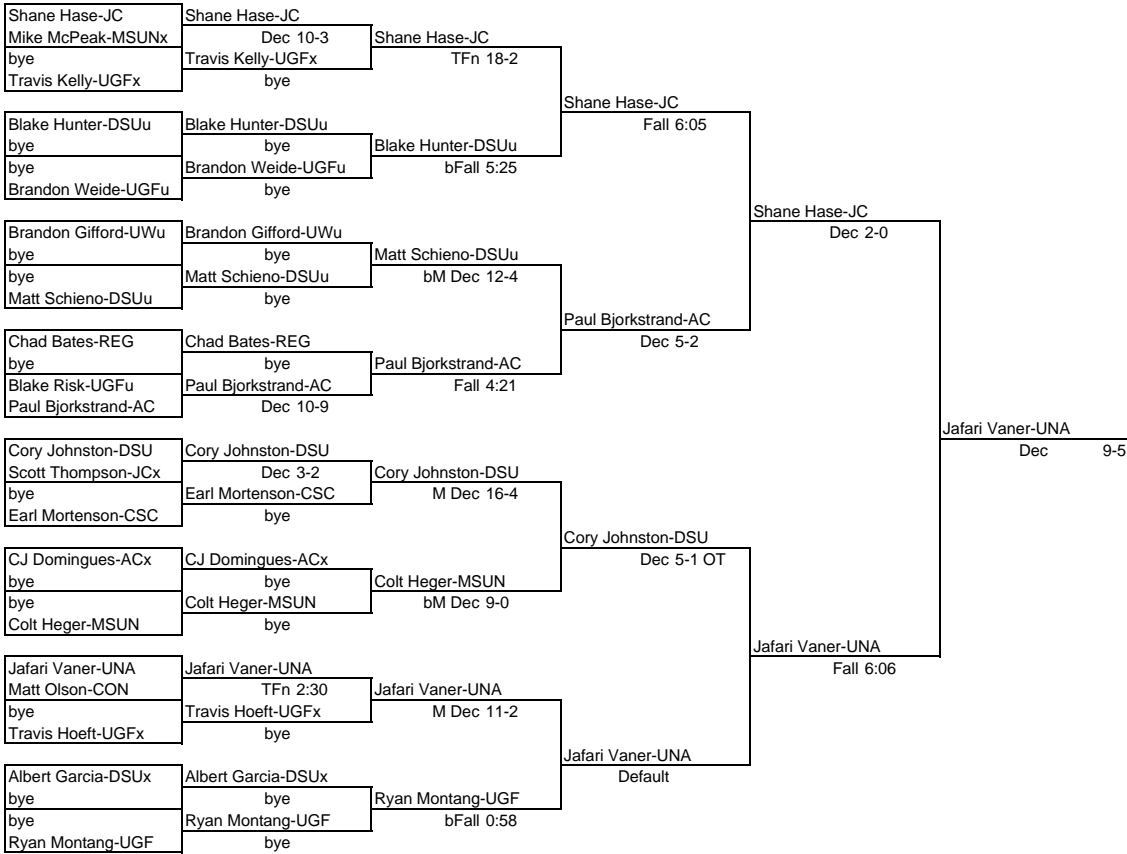 Shane Hase-JC Shane Hase-JC
Mike McPeak-MSUNx Dec 10-3 Shane Hase-JC
bye Travis Kelly-UGFx TFn 18-2
Travis Kelly-UGFx bye
Shane Hase-JC
Blake Hunter-DSUu Blake Hunter-DSUu Fall 6:05
bye bye Blake Hunter-DSUu
bye Brandon Weide-UGFu bFall 5:25
Brandon Weide-UGFu bye
Shane Hase-JC
Brandon Gifford-UWu Brandon Gifford-UWu Dec 2-0
bye bye Matt Schieno-DSUu
bye Matt Schieno-DSUu bM Dec 12-4
Matt Schieno-DSUu bye
Paul Bjorkstrand-AC
Chad Bates-REG Chad Bates-REG Dec 5-2
bye bye Paul Bjorkstrand-AC
Blake Risk-UGFu Paul Bjorkstrand-AC Fall 4:21
Paul Bjorkstrand-AC Dec 10-9
Jafari Vaner-UNA
Cory Johnston-DSU Cory Johnston-DSU Dec 9-5
Scott Thompson-JCx Dec 3-2 Cory Johnston-DSU
bye Earl Mortenson-CSC M Dec 16-4
Earl Mortenson-CSC bye
Cory Johnston-DSU
CJ Domingues-ACx CJ Domingues-ACx Dec 5-1 OT
bye bye Colt Heger-MSUN
bye Colt Heger-MSUN bM Dec 9-0
Colt Heger-MSUN bye
Jafari Vaner-UNA
Jafari Vaner-UNA Jafari Vaner-UNA Fall 6:06
Matt Olson-CON TFn 2:30 Jafari Vaner-UNA
bye Travis Hoeft-UGFx M Dec 11-2
Travis Hoeft-UGFx bye
Jafari Vaner-UNA
Albert Garcia-DSUx Albert Garcia-DSUx Default
bye bye Ryan Montang-UGF
bye Ryan Montang-UGF bFall 0:58
Ryan Montang-UGF bye